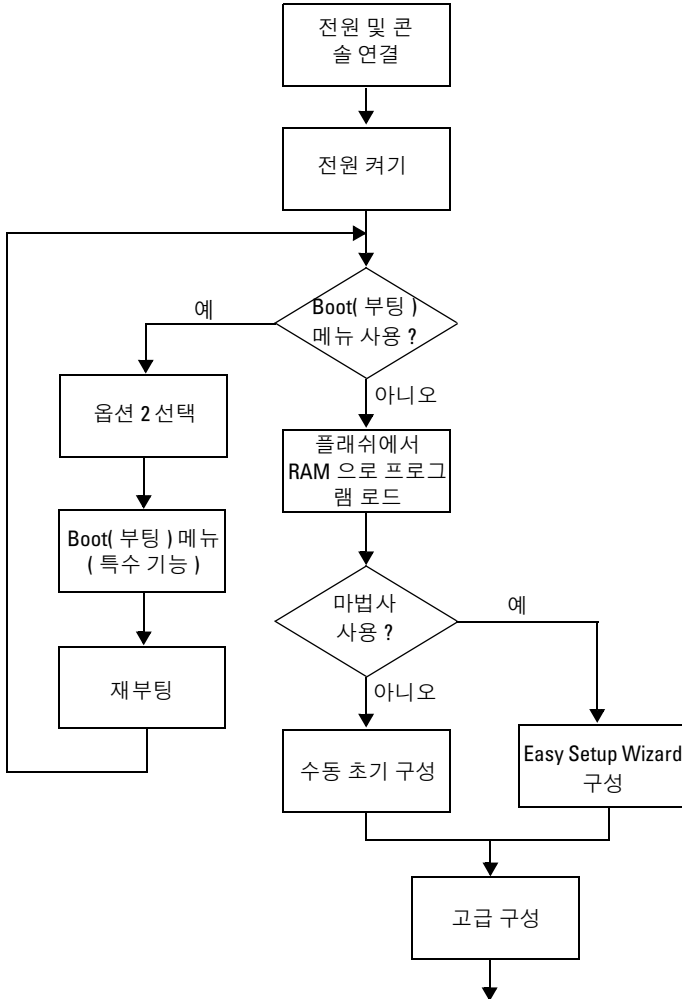 전원 및 콘
솔 연결
전원 켜기
Boot( 부팅 )
메뉴 사용 ?
예
아니오
옵션 2 선택
플래쉬에서
RAM 으로 프로그
램 로드
Boot( 부팅 ) 메뉴
( 특수 기능 )
마법사
사용 ?
예
아니오
재부팅
수동 초기 구성
Easy Setup Wizard
구성
고급 구성